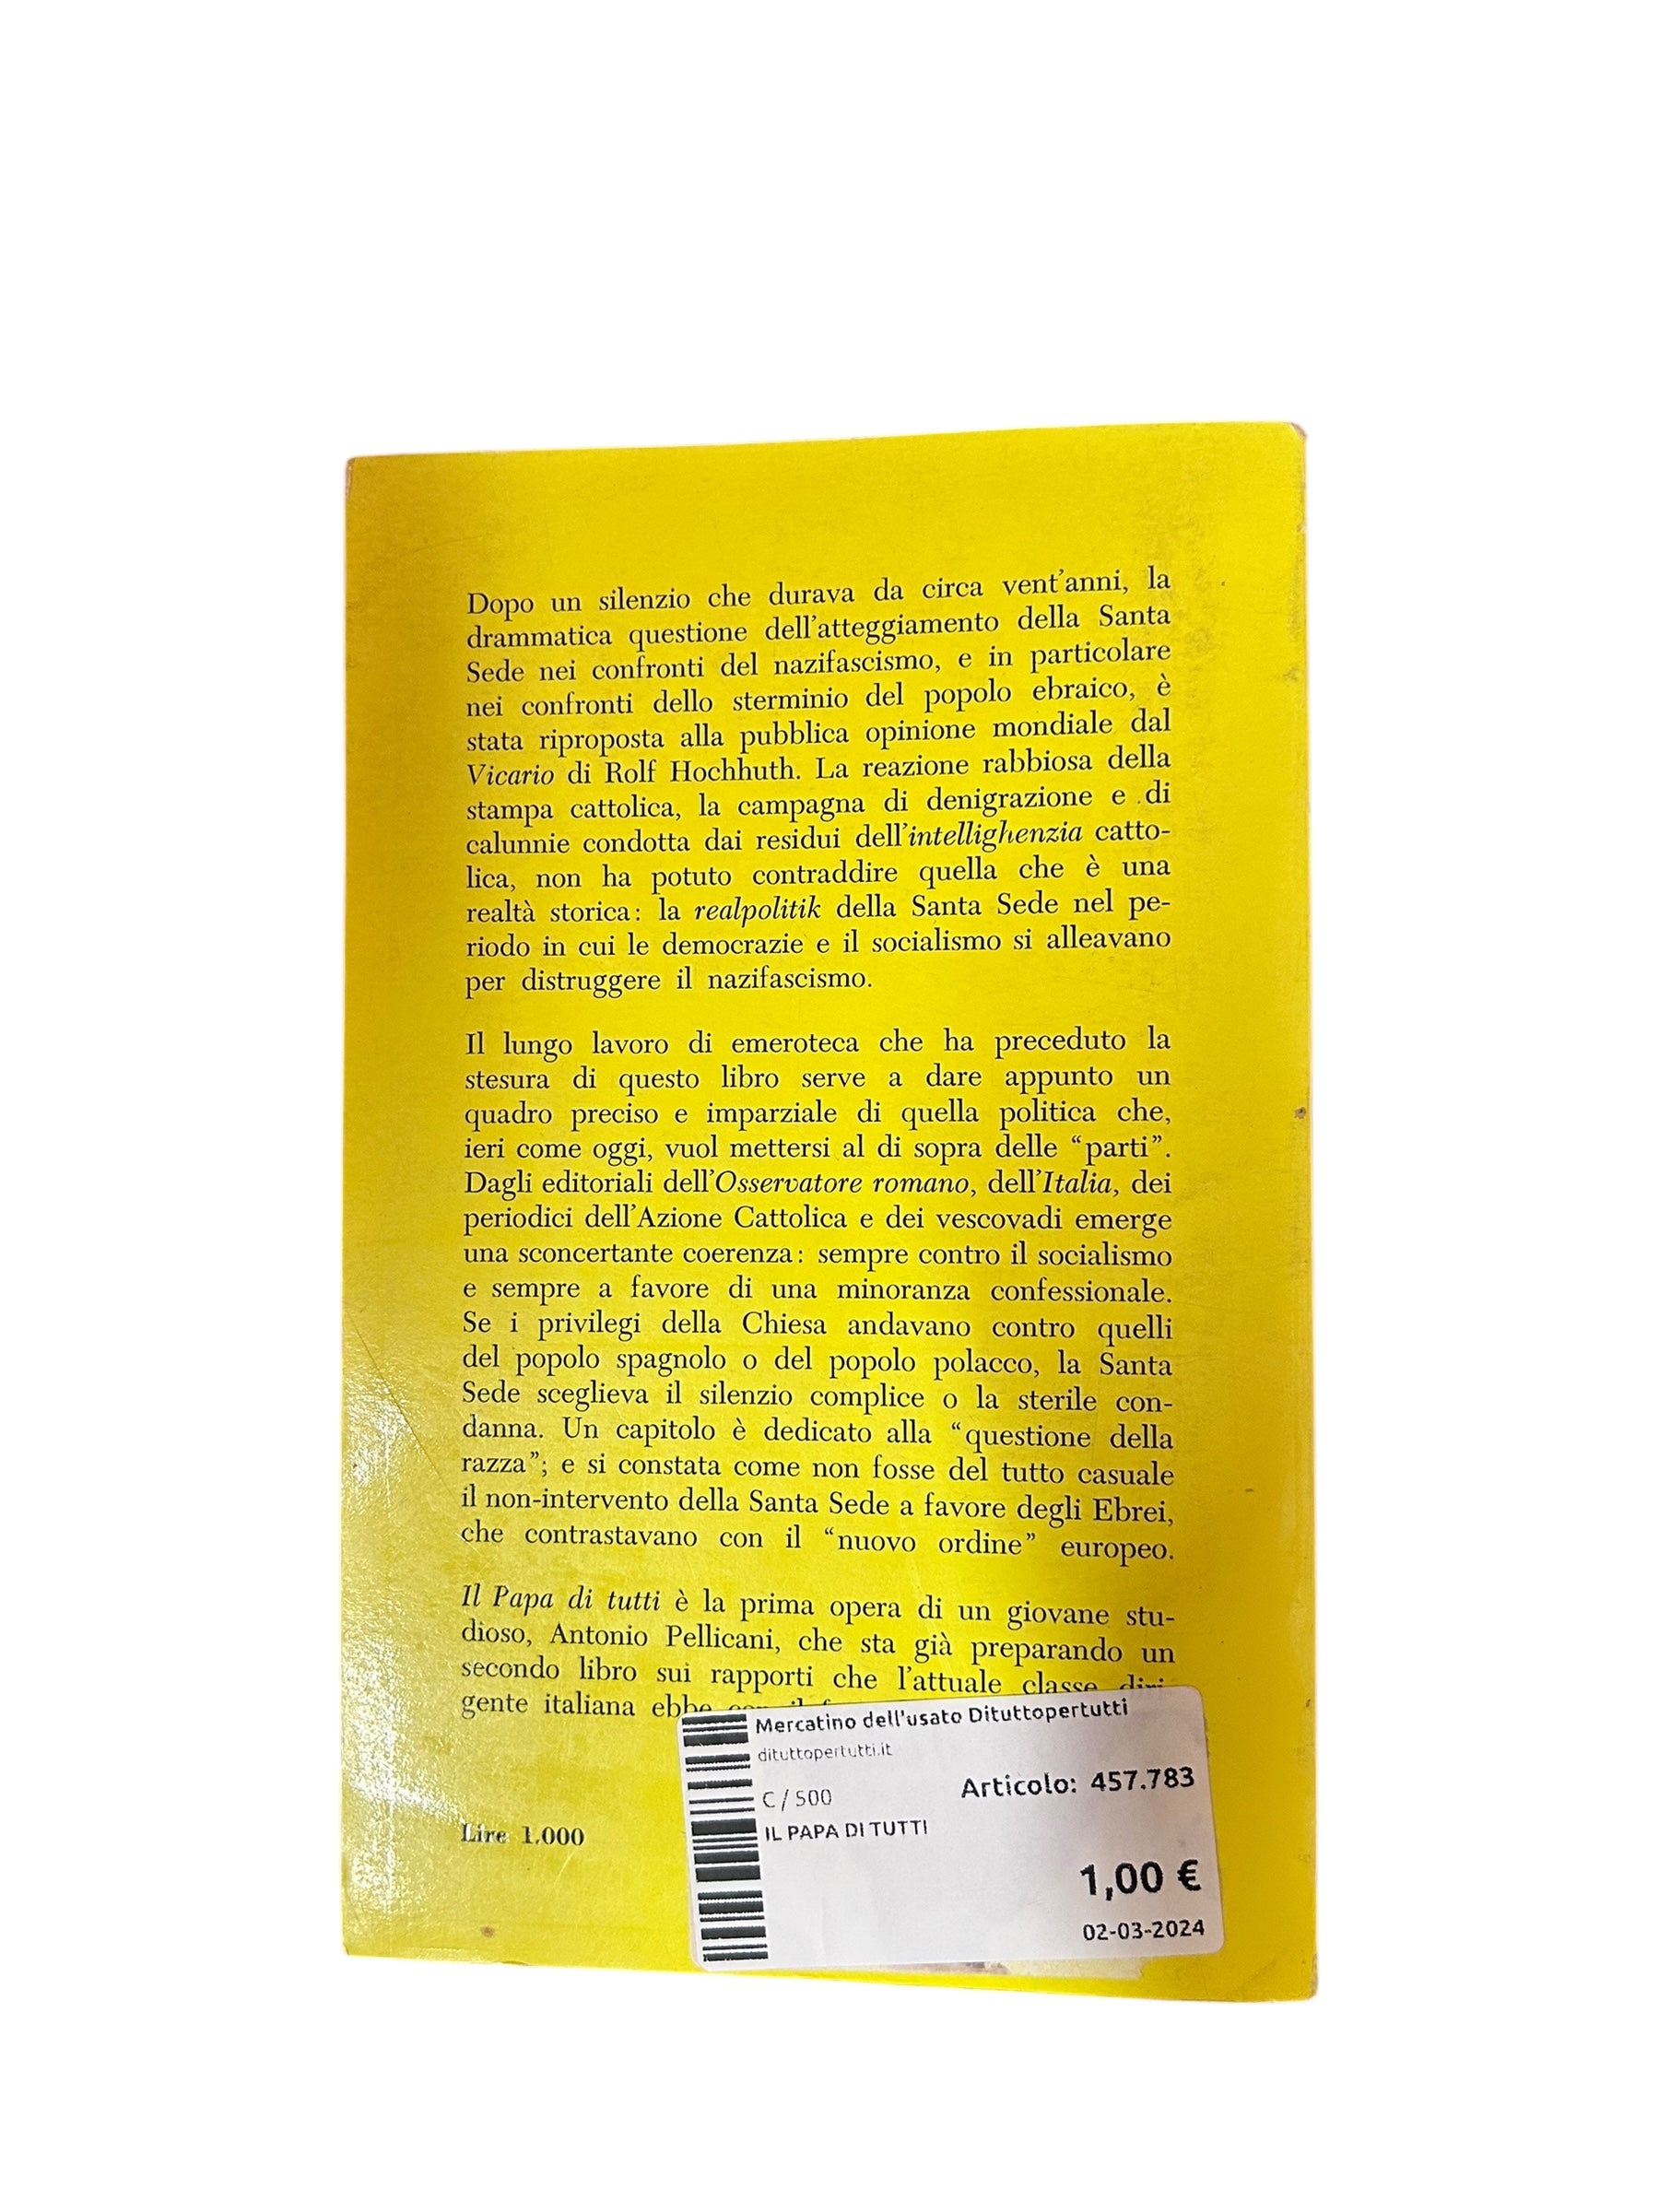 Dopo un silenzio che durava da circa vent'anni, la
drammatica questione dell'atteggiamento della Santa
Sede nei confronti del nazifascismo, e in particolare
nei confronti dello sterminio del popolo ebraico, è
stata riproposta alla pubblica opinione mondiale dal
Vicario di Rolf Hochhuth. La reazione rabbiosa della
stampa cattolica, la campagna di denigrazione e di
calunnie condotta dai residui dell'intellighenzia catto-
lica, non ha potuto contraddire quella che è una
realtà storica: la realpolitik della Santa Sede nel pe-
riodo in cui le democrazie e il socialismo si alleavano
per distruggere il nazifascismo.
Il lungo lavoro di emeroteca che ha preceduto la
stesura di questo libro serve a dare appunto un
quadro preciso e imparziale di quella politica che,
ieri come oggi, vuol mettersi al di sopra delle “parti”.
Dagli editoriali dell'Osservatore romano, dell'Italia, dei
periodici dell'Azione Cattolica e dei vescovadi emerge
una sconcertante coerenza: sempre contro il socialismo
e sempre a favore di una minoranza confessionale.
Se i privilegi della Chiesa andavano contro quelli
del popolo spagnolo o del popolo polacco, la Santa
Sede sceglieva il silenzio complice o la sterile con-
danna. Un capitolo è dedicato alla “questione della
razza”; e si constata come non fosse del tutto casuale
il non-intervento della Santa Sede a favore degli Ebrei,
che contrastavano con il “nuovo ordine” europeo.
Il Papa di tutti è la prima opera di un giovane stu-
dioso, Antonio Pellicani, che sta già preparando un
secondo libro sui rapporti che l'attuale classe diri-
gente italiana ebbe con il
Mercatino dell'usato Dituttopertutti
dituttopertutti.it
C / 500
Articolo: 457.783
IL PAPA DI TUTTI
1,00 €
02-03-2024
Lire 1.000